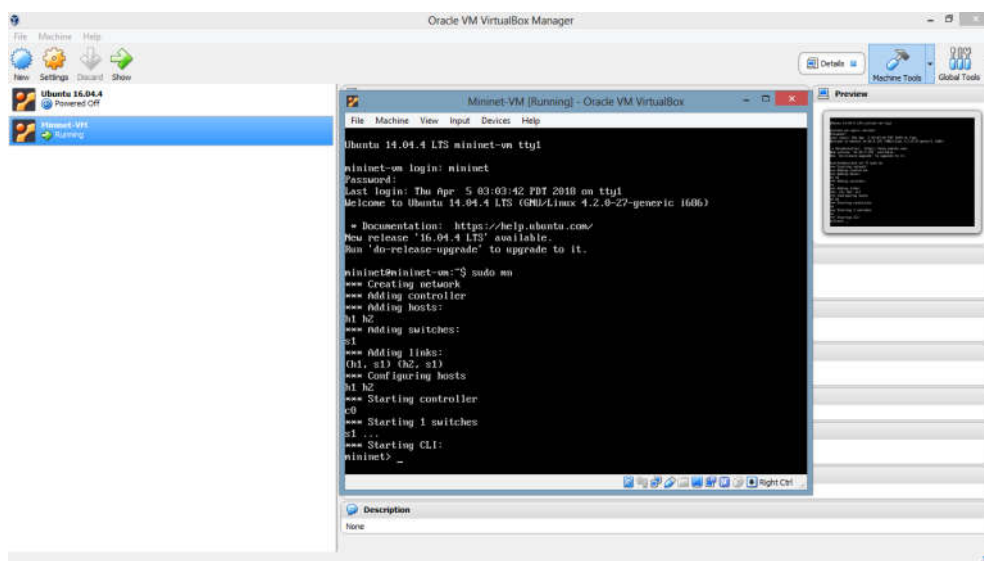 Oracle VM VirtualBox Manager
File Machine Help
New Settings Discard Show
Details
Machine Tools
Global Tools
Ubuntu 16.04.4
Powered Off
Mininet-VM
Running
Preview
Mininet-VM [Running] - Oracle VM VirtualBox
File Machine View Input Devices Help
Ubuntu 14.04.4 LTS mininet-vm tty1
mininet-vm login: mininet
Password:
Last login: Thu Apr 5 03:03:42 PDT 2018 on tty1
Welcome to Ubuntu 14.04.4 LTS (GNU/Linux 4.2.0-27-generic i686)
* Documentation: https://help.ubuntu.com/
New release '16.04.4 LTS' available.
Run 'do-release-upgrade' to upgrade to it.
mininet@mininet-vm:~$ sudo mn
*** Creating network
*** Adding controller
*** Adding hosts:
h1 h2
*** Adding switches:
s1
*** Adding links:
(h1, s1) (h2, s1)
*** Configuring hosts
h1 h2
*** Starting controller
c0
*** Starting 1 switches
s1 ...
*** Starting CLI:
mininet> _
Right Ctrl
Description
None